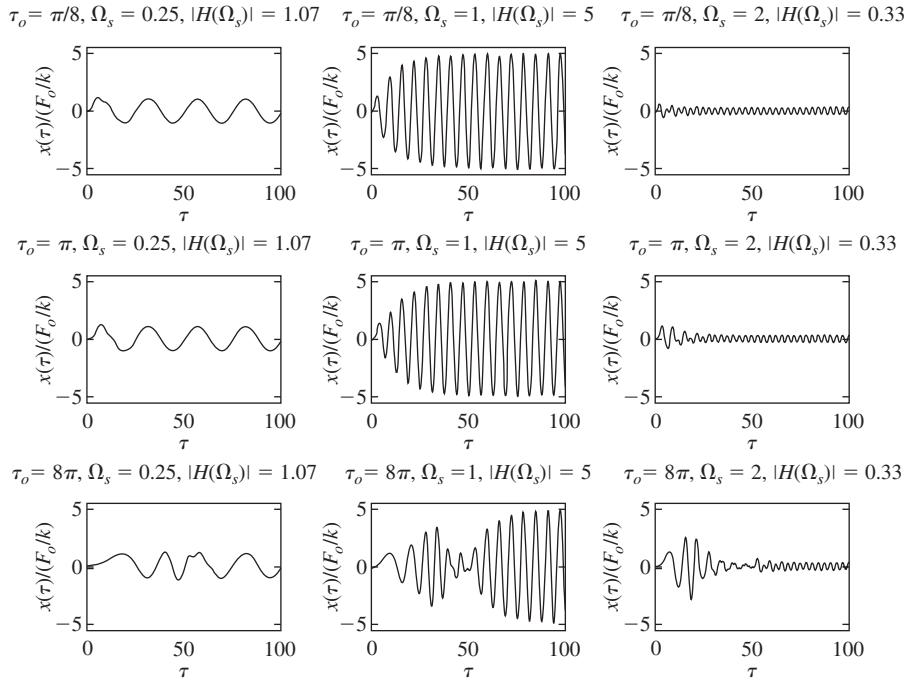 τo = π/8, Ωs = 0.25, |H(Ωs)| = 1.07
τo = π/8, Ωs =1, |H(Ωs)| = 5
τo = π/8, Ωs = 2, |H(Ωs)| = 0.33
x(τ)/(Fo/k)
5
0
−5
0
50
100
τ
x(τ)/(Fo/k)
5
0
−5
0
50
100
τ
x(τ)/(Fo/k)
5
0
−5
0
50
100
τ
τo = π, Ωs = 0.25, |H(Ωs)| = 1.07
τo = π, Ωs =1, |H(Ωs)| = 5
τo = π, Ωs = 2, |H(Ωs)| = 0.33
x(τ)/(Fo/k)
5
0
−5
0
50
100
τ
x(τ)/(Fo/k)
5
0
−5
0
50
100
τ
x(τ)/(Fo/k)
5
0
−5
0
50
100
τ
τo = 8π, Ωs = 0.25, |H(Ωs)| = 1.07
τo = 8π, Ωs =1, |H(Ωs)| = 5
τo = 8π, Ωs = 2, |H(Ωs)| = 0.33
x(τ)/(Fo/k)
5
0
−5
0
50
100
τ
x(τ)/(Fo/k)
5
0
−5
0
50
100
τ
x(τ)/(Fo/k)
5
0
−5
0
50
100
τ